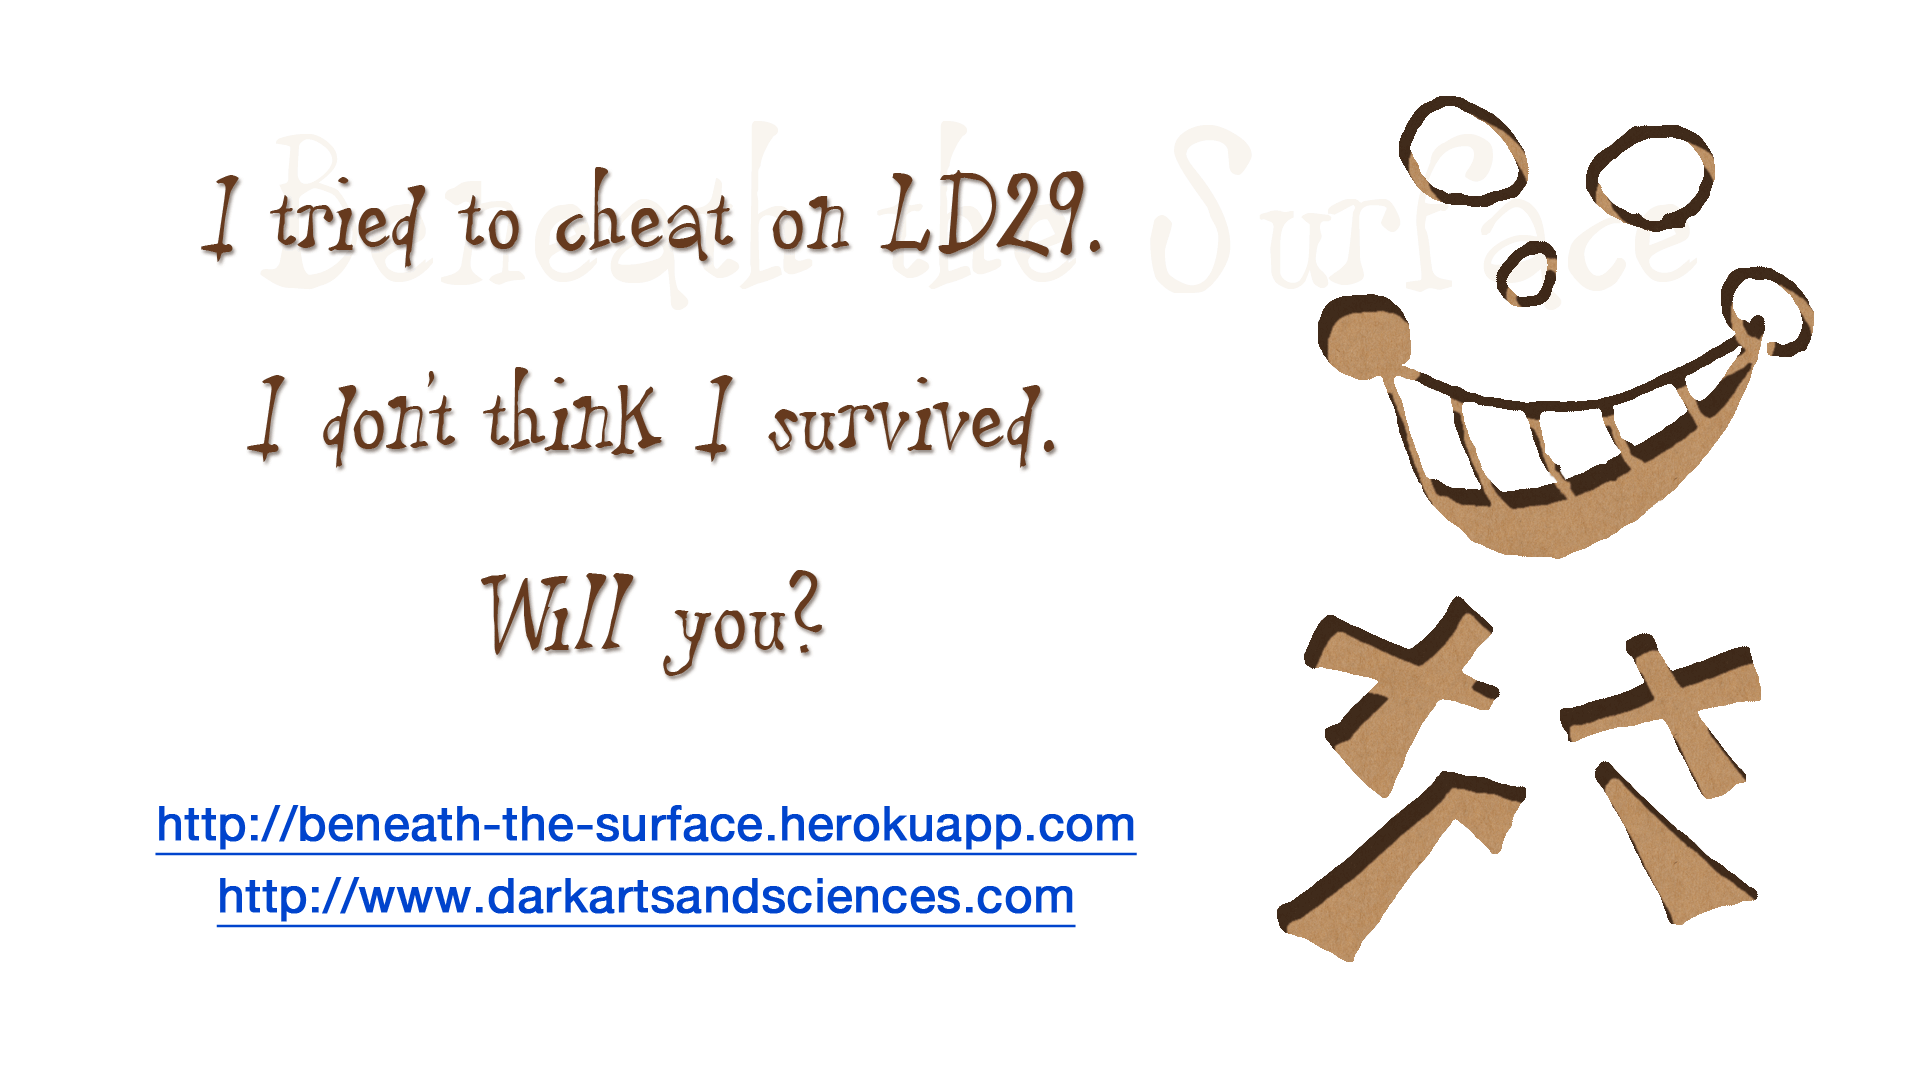 Beneath the Surface
I tried to cheat on LD29.
I don't think I survived.
Will you?
http://beneath-the-surface.herokuapp.com
http://www.darkartsandsciences.com